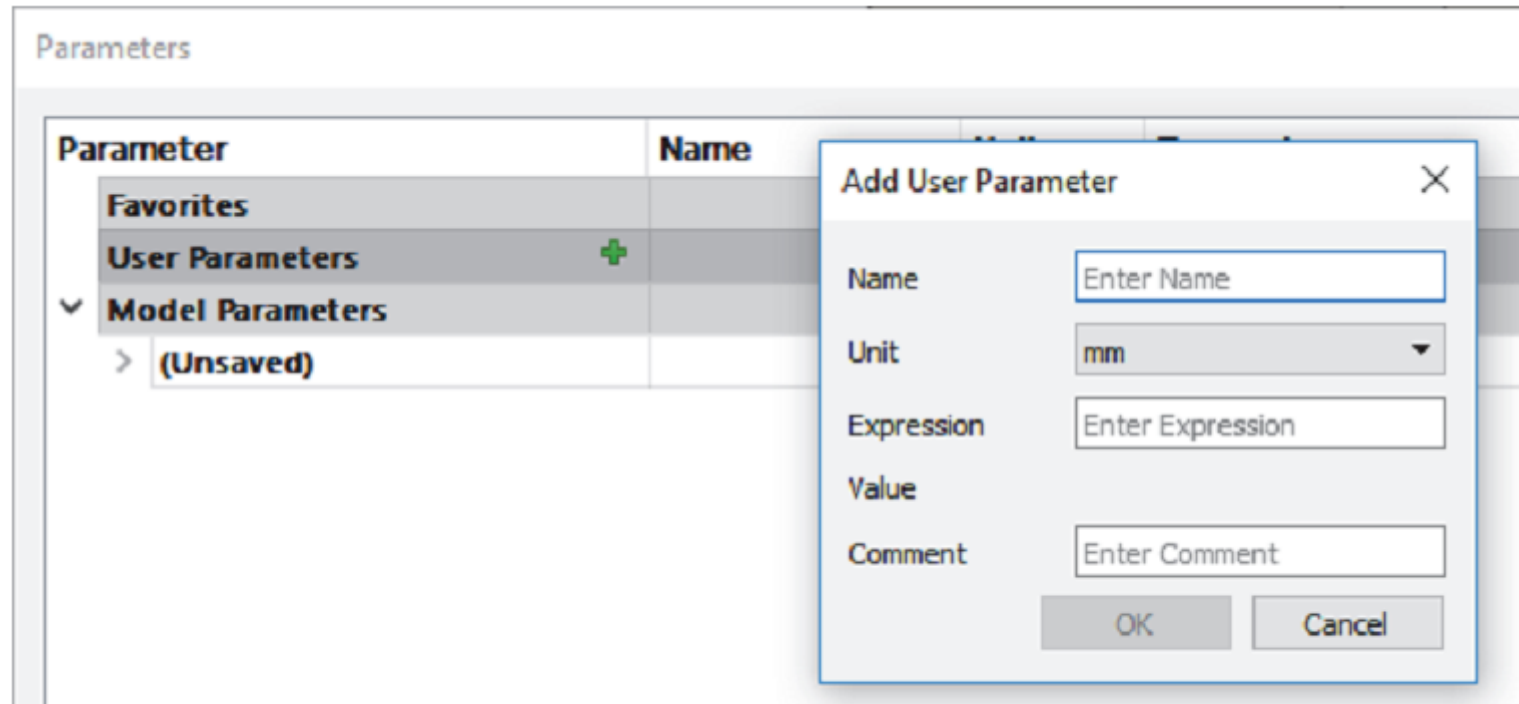 Parameters
Parameter Name
Favorites
User Parameters
Model Parameters
(Unsaved)
Add User Parameter
Name Enter Name
Unit mm
Expression Enter Expression
Value
Comment Enter Comment
OK Cancel